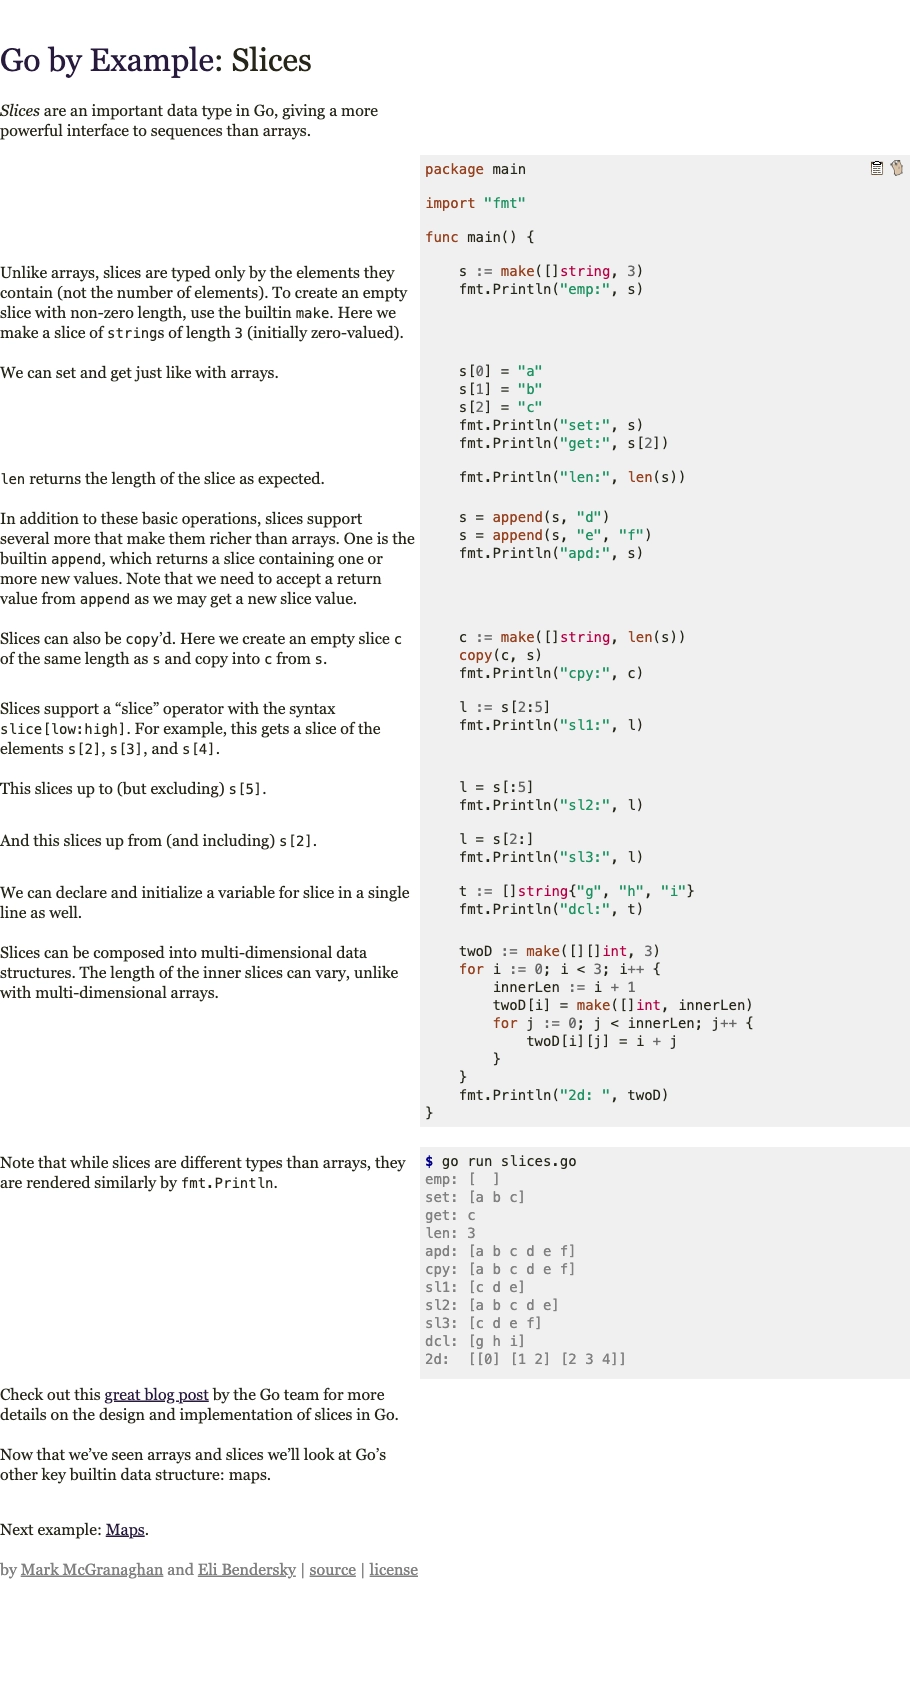 Go by Example: Slices
Slices are an important data type in Go, giving a more
powerful interface to sequences than arrays.
package main
import "fmt"
func main() {
Unlike arrays, slices are typed only by the elements they
contain (not the number of elements). To create an empty
slice with non-zero length, use the builtin make. Here we
make a slice of strings of length 3 (initially zero-valued).
    s := make([]string, 3)
    fmt.Println("emp:", s)
We can set and get just like with arrays.
    s[0] = "a"
    s[1] = "b"
    s[2] = "c"
    fmt.Println("set:", s)
    fmt.Println("get:", s[2])
len returns the length of the slice as expected.
    fmt.Println("len:", len(s))
In addition to these basic operations, slices support
several more that make them richer than arrays. One is the
builtin append, which returns a slice containing one or
more new values. Note that we need to accept a return
value from append as we may get a new slice value.
    s = append(s, "d")
    s = append(s, "e", "f")
    fmt.Println("apd:", s)
Slices can also be copy’d. Here we create an empty slice c
of the same length as s and copy into c from s.
    c := make([]string, len(s))
    copy(c, s)
    fmt.Println("cpy:", c)
Slices support a “slice” operator with the syntax
slice[low:high]. For example, this gets a slice of the
elements s[2], s[3], and s[4].
    l := s[2:5]
    fmt.Println("sl1:", l)
This slices up to (but excluding) s[5].
    l = s[:5]
    fmt.Println("sl2:", l)
And this slices up from (and including) s[2].
    l = s[2:]
    fmt.Println("sl3:", l)
We can declare and initialize a variable for slice in a single
line as well.
    t := []string{"g", "h", "i"}
    fmt.Println("dcl:", t)
Slices can be composed into multi-dimensional data
structures. The length of the inner slices can vary, unlike
with multi-dimensional arrays.
    twoD := make([][]int, 3)
    for i := 0; i < 3; i++ {
        innerLen := i + 1
        twoD[i] = make([]int, innerLen)
        for j := 0; j < innerLen; j++ {
            twoD[i][j] = i + j
        }
    }
    fmt.Println("2d: ", twoD)
}
Note that while slices are different types than arrays, they
are rendered similarly by fmt.Println.
$ go run slices.go
emp: [  ]
set: [a b c]
get: c
len: 3
apd: [a b c d e f]
cpy: [a b c d e f]
sl1: [c d e]
sl2: [a b c d e]
sl3: [c d e f]
dcl: [g h i]
2d:  [[0] [1 2] [2 3 4]]
Check out this great blog post by the Go team for more
details on the design and implementation of slices in Go.
Now that we’ve seen arrays and slices we’ll look at Go’s
other key builtin data structure: maps.
Next example: Maps.
by Mark McGranaghan and Eli Bendersky | source | license